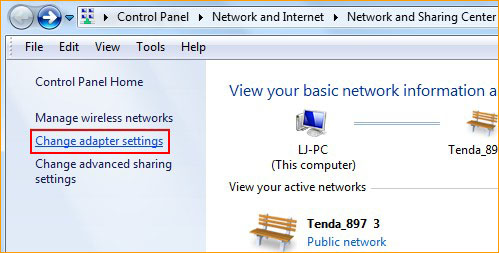 Control Panel ▸ Network and Internet ▸ Network and Sharing Center
File Edit View Tools Help
Control Panel Home
Manage wireless networks
Change adapter settings
Change advanced sharing
settings
View your basic network information a
LJ-PC
(This computer)
Tenda_89
View your active networks
Tenda_897 3
Public network